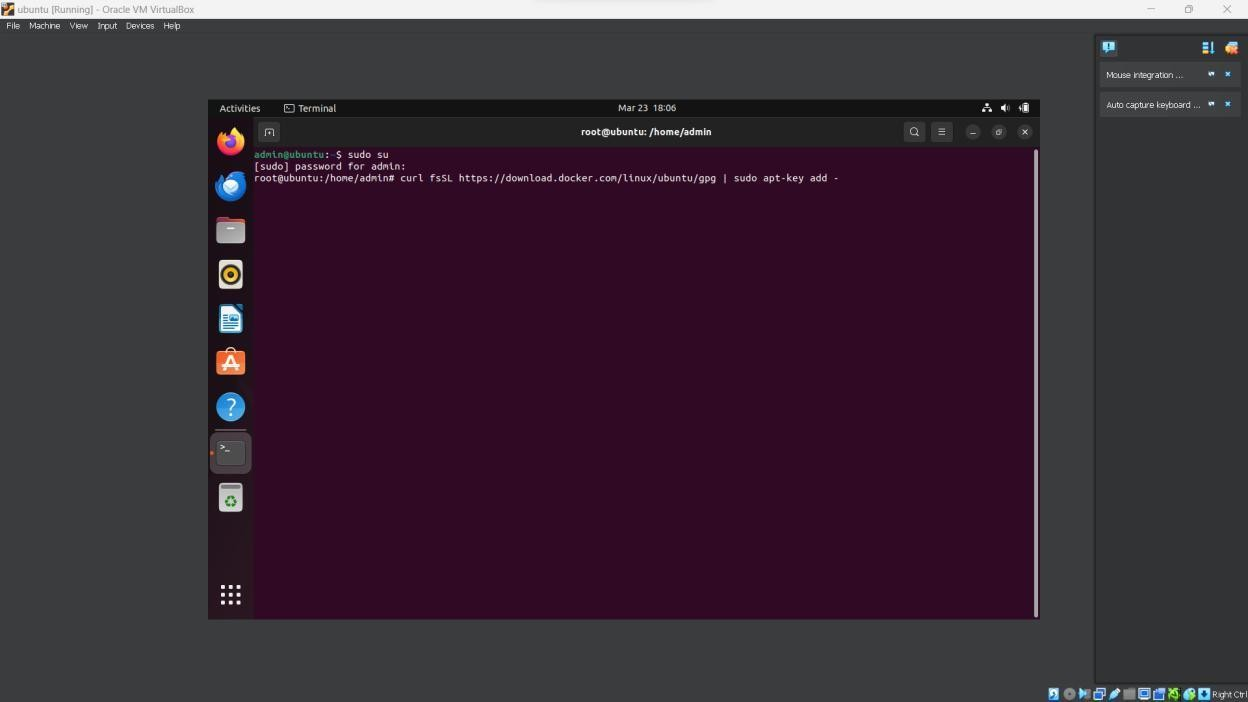 ubuntu [Running] - Oracle VM VirtualBox
File Machine View Input Devices Help
Mouse integration ...
Auto capture keyboard ...
Activities Terminal Mar 23 18:06
root@ubuntu: /home/admin
admin@ubuntu:~$ sudo su
[sudo] password for admin:
root@ubuntu:/home/admin# curl fsSL https://download.docker.com/linux/ubuntu/gpg | sudo apt-key add -
Right Ctrl